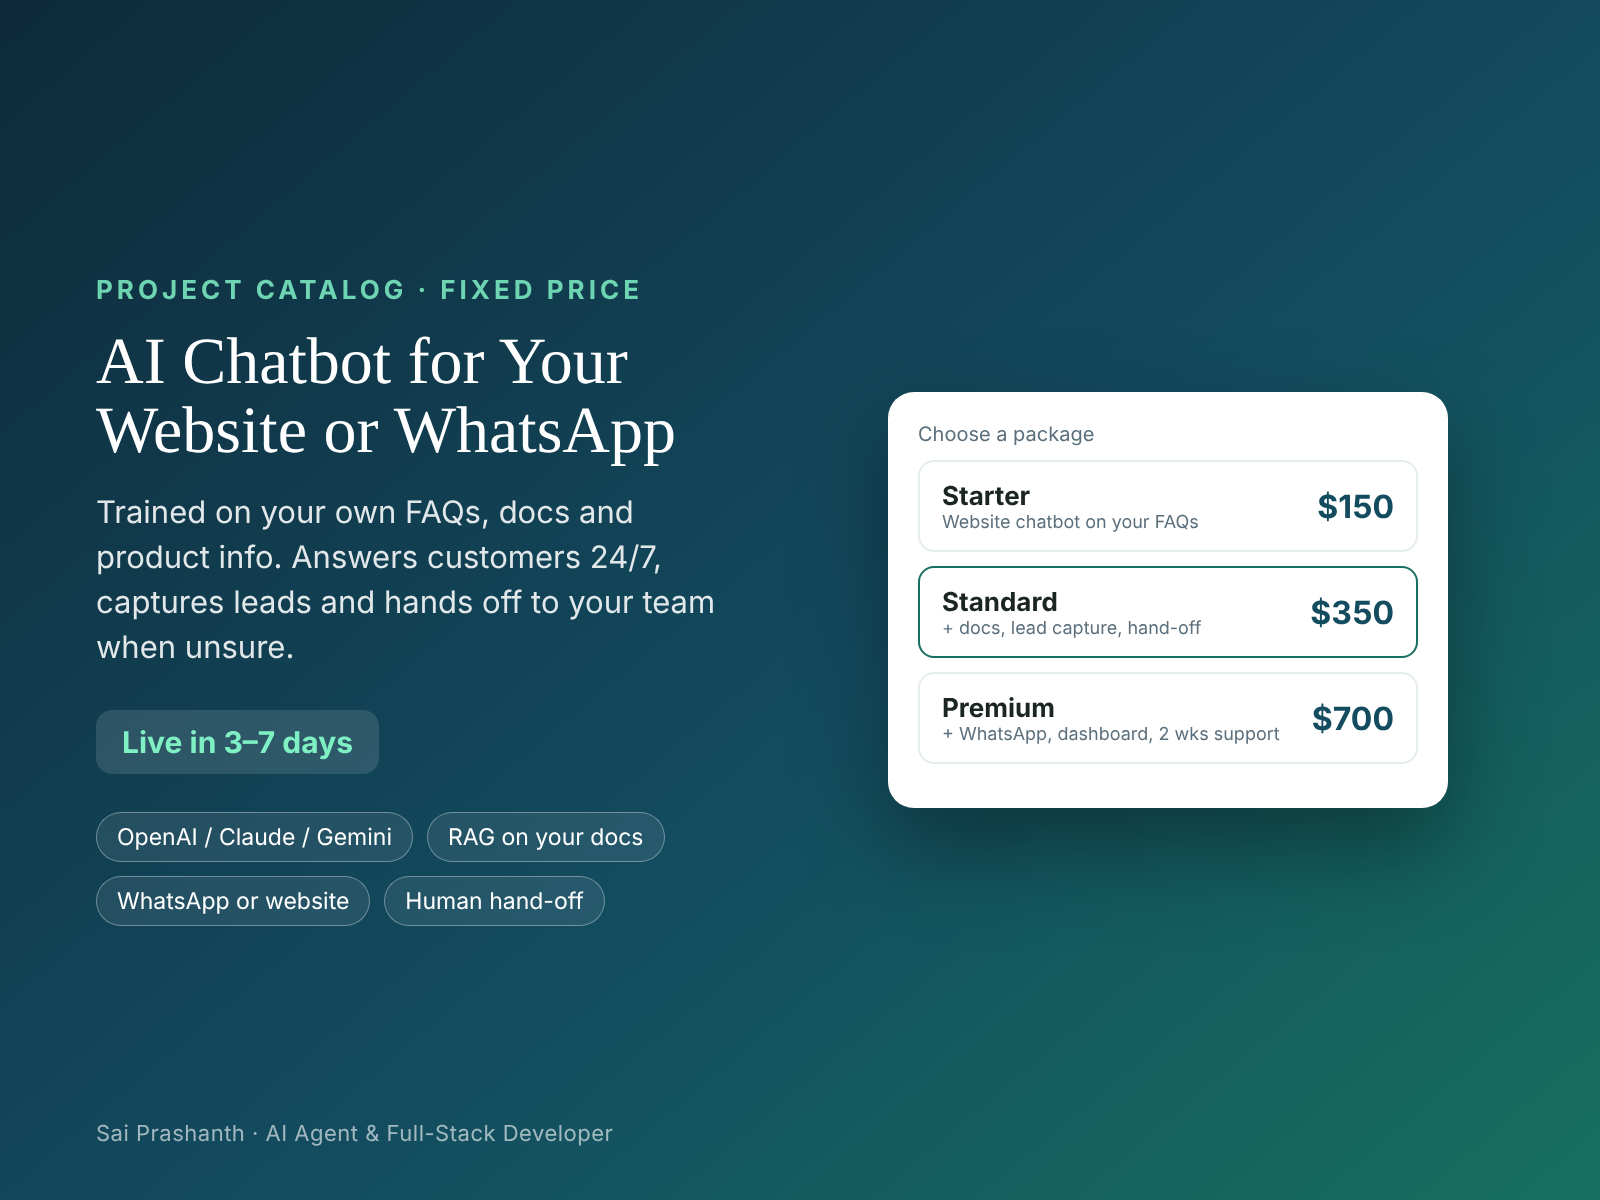 PROJECT CATALOG · FIXED PRICE
AI Chatbot for Your
Website or WhatsApp
Trained on your own FAQs, docs and
product info. Answers customers 24/7,
captures leads and hands off to your team
when unsure.
Live in 3–7 days
OpenAI / Claude / Gemini
RAG on your docs
WhatsApp or website
Human hand-off
Choose a package
Starter
Website chatbot on your FAQs
$150
Standard
+ docs, lead capture, hand-off
$350
Premium
+ WhatsApp, dashboard, 2 wks support
$700
Sai Prashanth · AI Agent & Full-Stack Developer